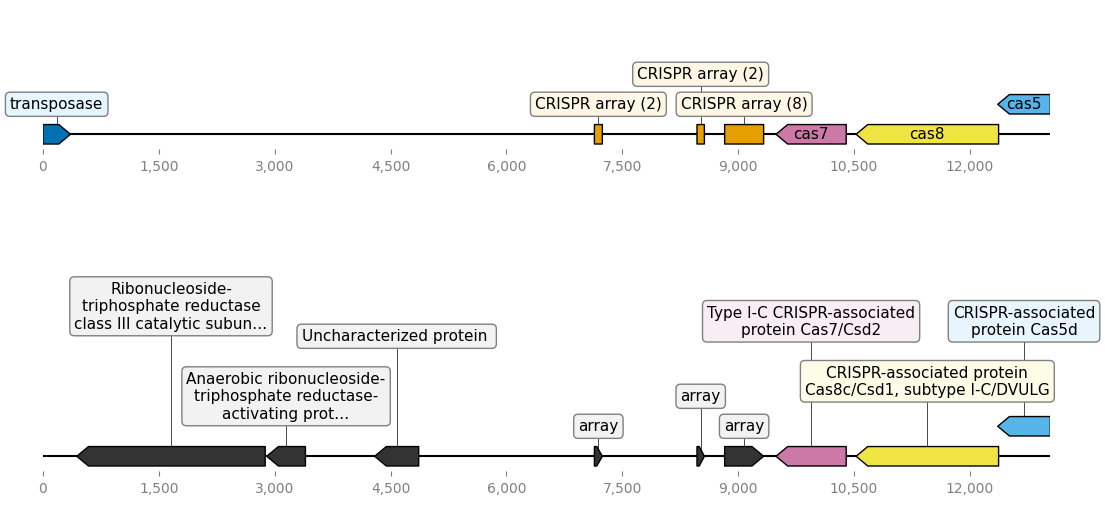 CRISPR array (2)
transposase
CRISPR array (2)
CRISPR array (8)
cas5
cas7
cas8
0
1,500
3,000
4,500
6,000
7,500
9,000
10,500
12,000
Ribonucleoside-
triphosphate reductase
class III catalytic subun...
Uncharacterized protein
Type I-C CRISPR-associated
protein Cas7/Csd2
CRISPR-associated
protein Cas5d
Anaerobic ribonucleoside-
triphosphate reductase-
activating prot...
CRISPR-associated protein
Cas8c/Csd1, subtype I-C/DVULG
array
array
array
0
1,500
3,000
4,500
6,000
7,500
9,000
10,500
12,000